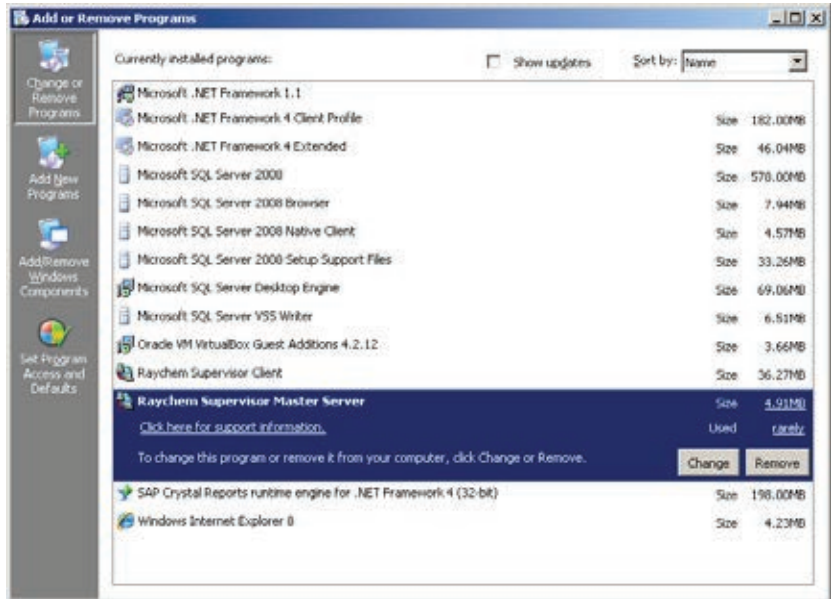 Add or Remove Programs
Change or
Remove
Programs
Add New
Programs
Add/Remove
Windows
Components
Set Program
Access and
Defaults
Currently installed programs:
Show updates
Sort by: Name
Microsoft .NET Framework 1.1
Microsoft .NET Framework 4 Client Profile Size 182.00MB
Microsoft .NET Framework 4 Extended Size 46.04MB
Microsoft SQL Server 2008 Size 578.00MB
Microsoft SQL Server 2008 Browser Size 7.94MB
Microsoft SQL Server 2008 Native Client Size 4.57MB
Microsoft SQL Server 2008 Setup Support Files Size 33.26MB
Microsoft SQL Server Desktop Engine Size 69.06MB
Microsoft SQL Server VSS Writer Size 6.51MB
Oracle VM VirtualBox Guest Additions 4.2.12 Size 3.66MB
Raychem Supervisor Client Size 36.27MB
Raychem Supervisor Master Server Size 4.91MB
Click here for support information. Used rarely
To change this program or remove it from your computer, click Change or Remove. Change Remove
SAP Crystal Reports runtime engine for .NET Framework 4 (32-bit) Size 198.00MB
Windows Internet Explorer 8 Size 4.23MB